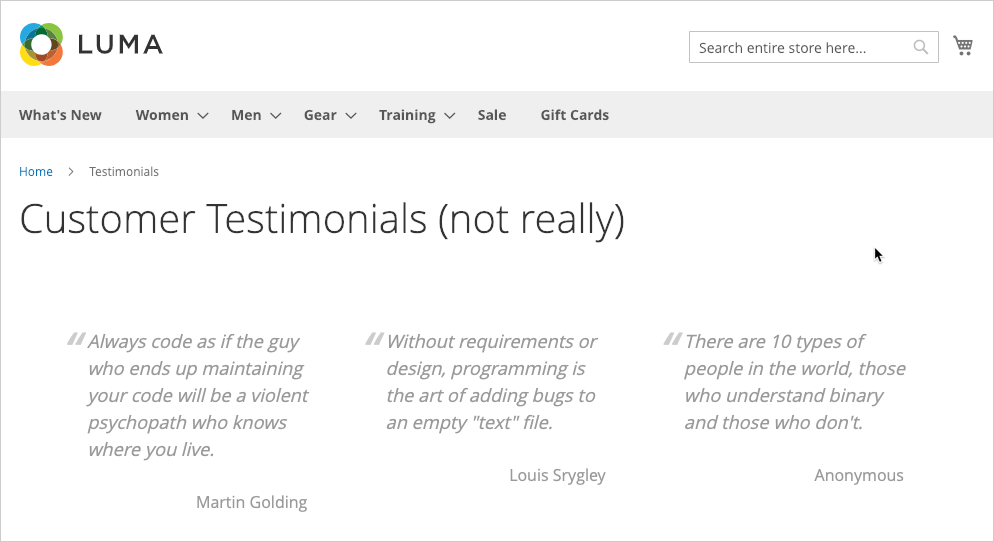 LUMA
Search entire store here...
What's New Women Men Gear Training Sale Gift Cards
Home > Testimonials
Customer Testimonials (not really)
Always code as if the guy
who ends up maintaining
your code will be a violent
psychopath who knows
where you live.
Martin Golding
Without requirements or
design, programming is
the art of adding bugs to
an empty "text" file.
Louis Srygley
There are 10 types of
people in the world, those
who understand binary
and those who don't.
Anonymous